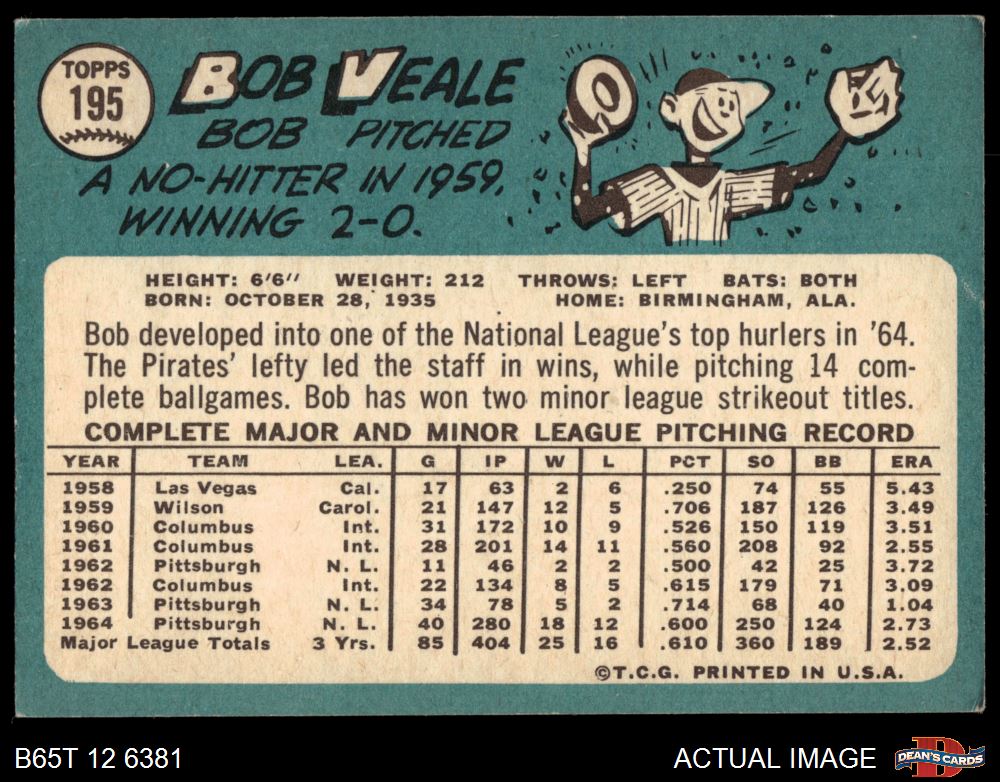 TOPPS
195
BOB VEALE
BOB PITCHED
A NO-HITTER IN 1959,
WINNING 2-0.
HEIGHT: 6'6" WEIGHT: 212 THROWS: LEFT BATS: BOTH
BORN: OCTOBER 28, 1935 HOME: BIRMINGHAM, ALA.
Bob developed into one of the National League's top hurlers in '64.
The Pirates' lefty led the staff in wins, while pitching 14 com-
plete ballgames. Bob has won two minor league strikeout titles.
COMPLETE MAJOR AND MINOR LEAGUE PITCHING RECORD
YEAR TEAM LEA. G IP W L PCT SO BB ERA
1958 Las Vegas Cal. 17 63 2 6 .250 74 55 5.43
1959 Wilson Carol. 21 147 12 5 .706 187 126 3.49
1960 Columbus Int. 31 172 10 9 .526 150 119 3.51
1961 Columbus Int. 28 201 14 11 .560 208 92 2.55
1962 Pittsburgh N. L. 11 46 2 2 .500 42 25 3.72
1962 Columbus Int. 22 134 8 5 .615 179 71 3.09
1963 Pittsburgh N. L. 34 78 5 2 .714 68 40 1.04
1964 Pittsburgh N. L. 40 280 18 12 .600 250 124 2.73
Major League Totals 3 Yrs. 85 404 25 16 .610 360 189 2.52
©T.C.G. PRINTED IN U.S.A.
B65T 12 6381 ACTUAL IMAGE D DEAN'S CARDS